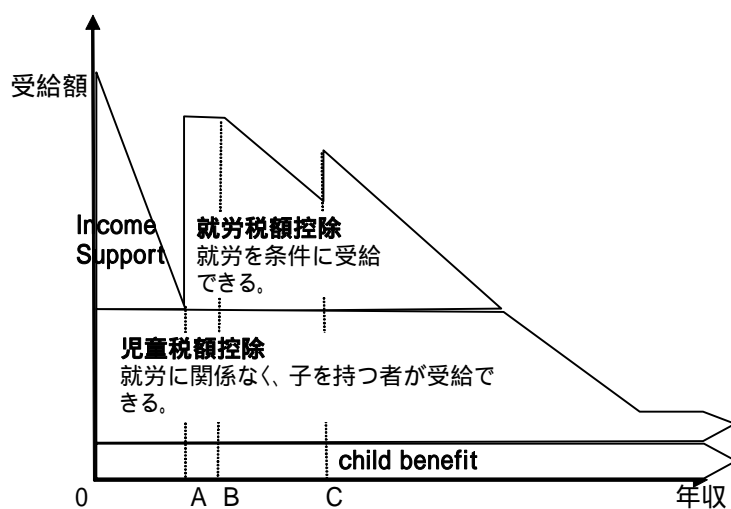 受給額
Income
Support
就労税額控除
就労を条件に受給
できる。
児童税額控除
就労に関係なく、子を持つ者が受給で
きる。
child benefit
0
A
B
C
年収